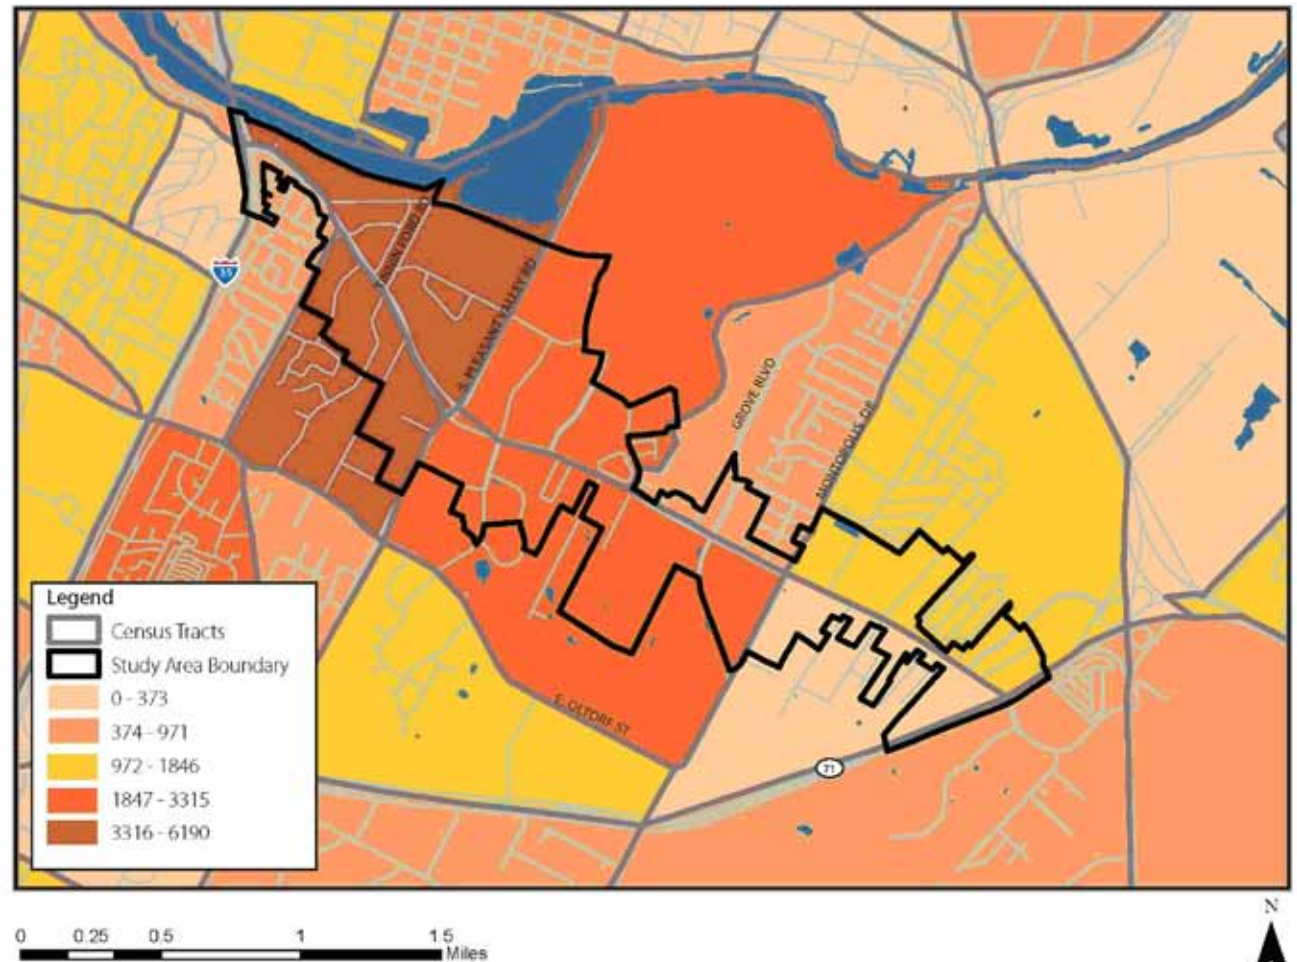 35
S. PLEASANT VALLEY RD
GROVE BLVD
MONTOPOLIS DR
E. OLTORF ST
71
Legend
Census Tracts
Study Area Boundary
0 - 373
374 - 971
972 - 1846
1847 - 3315
3316 - 6190
N
0 0.25 0.5 1 1.5
Miles